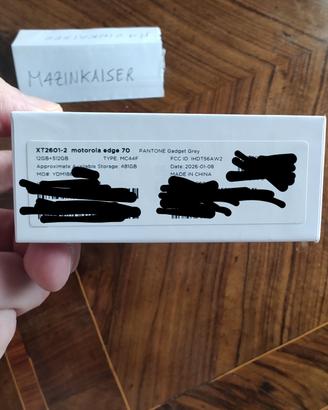 MAZINKAISER
XT2601-2 motorola edge 70 PANTONE Gadget Grey
12GB+512GB TYPE: MC44F FCC ID: IHDT56AW2
Approximate Available Storage: 481GB Date: 2026-01-08
MO#: MADE IN CHINA